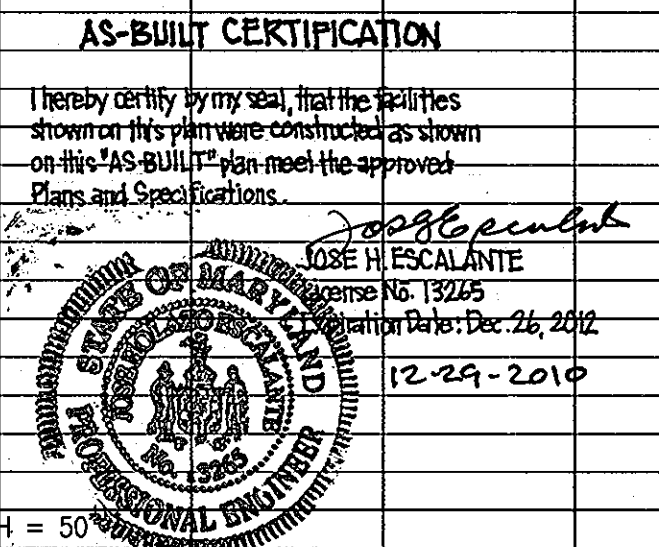 AS-BUILT CERTIFICATION
I hereby certify by my seal, that the facilities
shown on this plan were constructed as shown
on this "AS-BUILT" plan meet the approved
Plans and Specifications.
JOSE H. ESCALANTE
License No. 13265
Expiration Date: Dec. 26, 2012
12-29-2010
STATE OF MARYLAND
JOSE ESCALANTE
No. 13265
PROFESSIONAL ENGINEER
H = 50